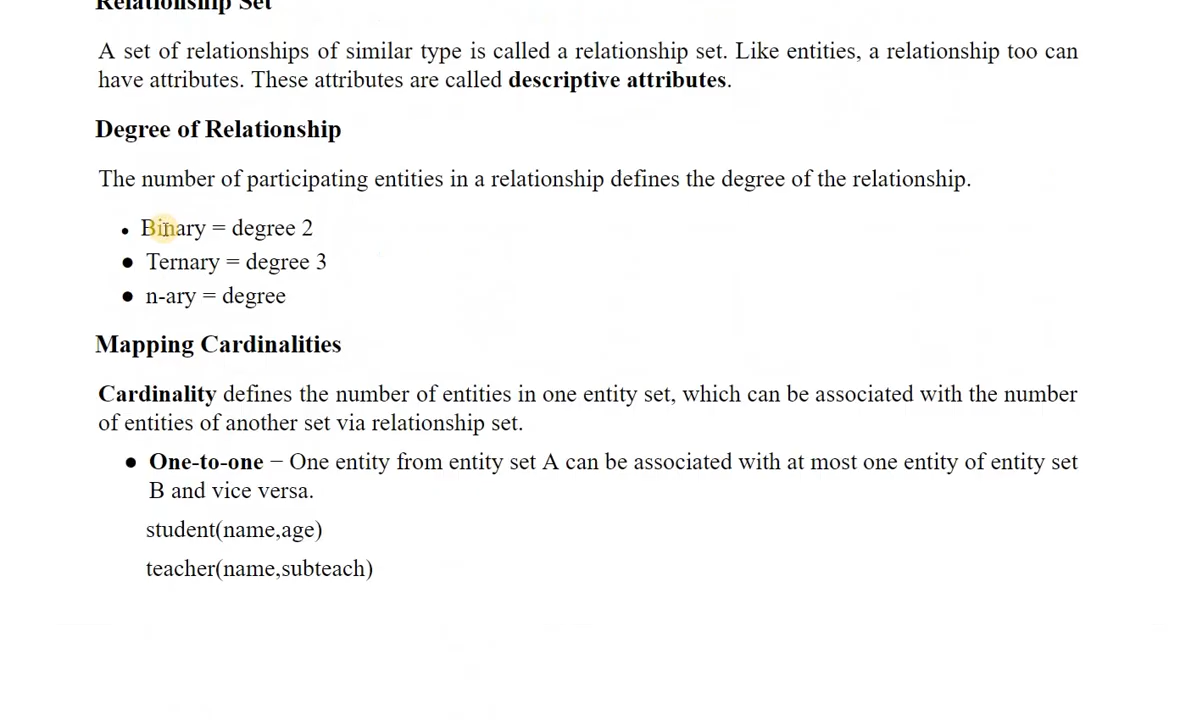 Relationship Set
A set of relationships of similar type is called a relationship set. Like entities, a relationship too can
have attributes. These attributes are called descriptive attributes.
Degree of Relationship
The number of participating entities in a relationship defines the degree of the relationship.
• Binary = degree 2
● Ternary = degree 3
● n-ary = degree
Mapping Cardinalities
Cardinality defines the number of entities in one entity set, which can be associated with the number
of entities of another set via relationship set.
● One-to-one − One entity from entity set A can be associated with at most one entity of entity set
B and vice versa.
student(name,age)
teacher(name,subteach)